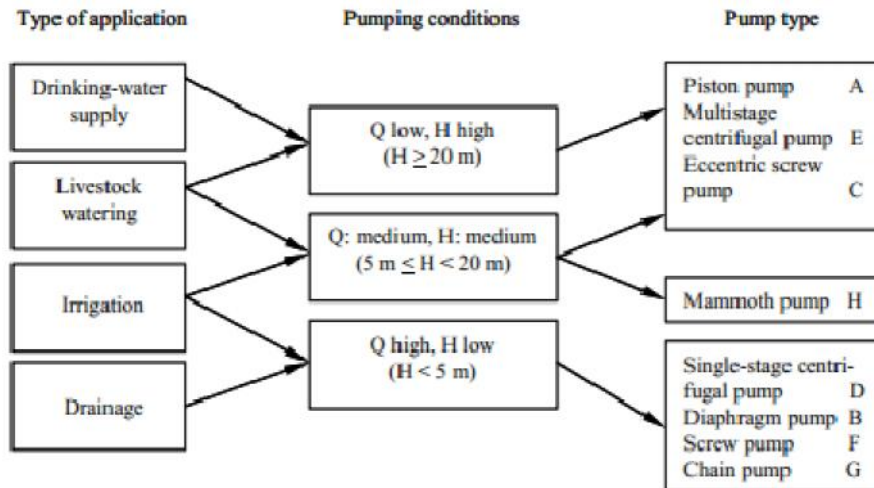 Type of application
Pumping conditions
Pump type
Drinking-water
supply
Livestock
watering
Irrigation
Drainage
Q low, H high
(H ≥ 20 m)
Q: medium, H: medium
(5 m ≤ H < 20 m)
Q high, H low
(H < 5 m)
Piston pump A
Multistage
centrifugal pump E
Eccentric screw
pump C
Mammoth pump H
Single-stage centri-
fugal pump D
Diaphragm pump B
Screw pump F
Chain pump G